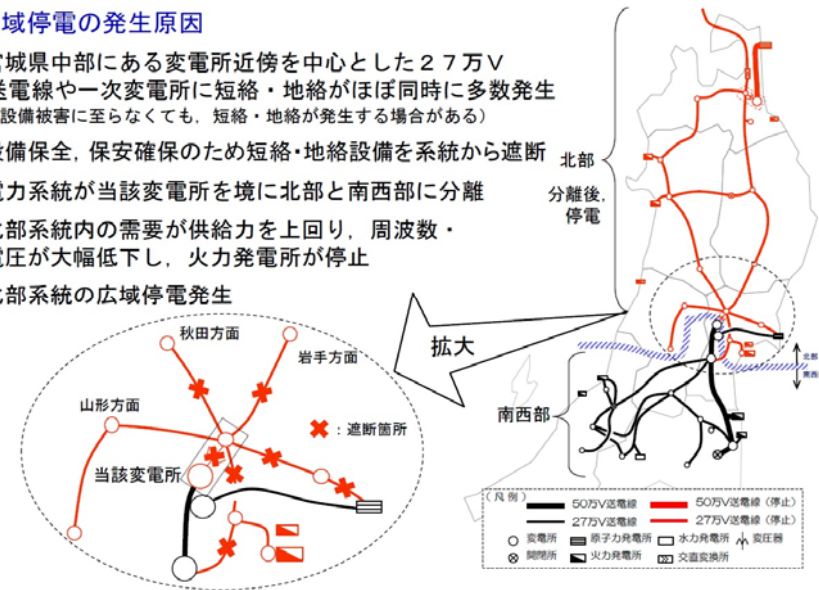 域停電の発生原因
宮城県中部にある変電所近傍を中心とした２７万Ｖ
送電線や一次変電所に短絡・地絡がほぼ同時に多数発生
設備被害に至らなくても，短絡・地絡が発生する場合がある）
設備保全，保安確保のため短絡・地絡設備を系統から遮断
電力系統が当該変電所を境に北部と南西部に分離
北部系統内の需要が供給力を上回り，周波数・
電圧が大幅低下し，火力発電所が停止
北部系統の広域停電発生
北部
分離後，
停電
拡大
秋田方面
岩手方面
山形方面
：遮断箇所
当該変電所
南西部
北部
南西
（凡例）
50万V送電線
50万V送電線（停止）
27万V送電線
27万V送電線（停止）
変電所
原子力発電所
水力発電所
変圧器
開閉所
火力発電所
交直変換所